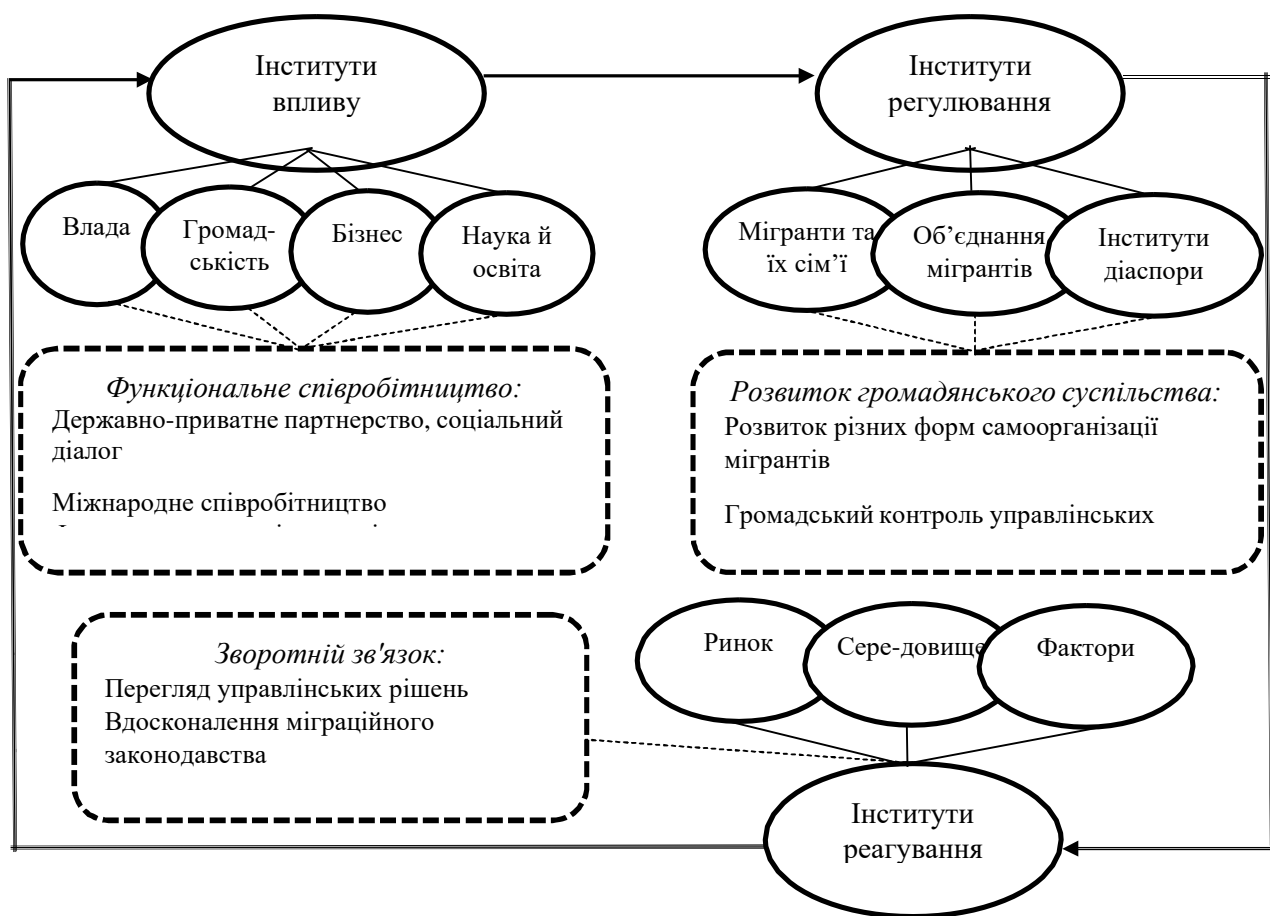 Інститути
впливу
Інститути
регулювання
Влада
Громад-
ськість
Бізнес
Наука й
освіта
Мігранти та
їх сім’ї
Об’єднання
мігрантів
Інститути
діаспори
Функціональне співробітництво:
Державно-приватне партнерство, соціальний
діалог
Міжнародне співробітництво
Розвиток громадянського суспільства:
Розвиток різних форм самоорганізації
мігрантів
Громадський контроль управлінських
Зворотній зв'язок:
Перегляд управлінських рішень
Вдосконалення міграційного
законодавства
Ринок
Сере-довище
Фактори
Інститути
реагування